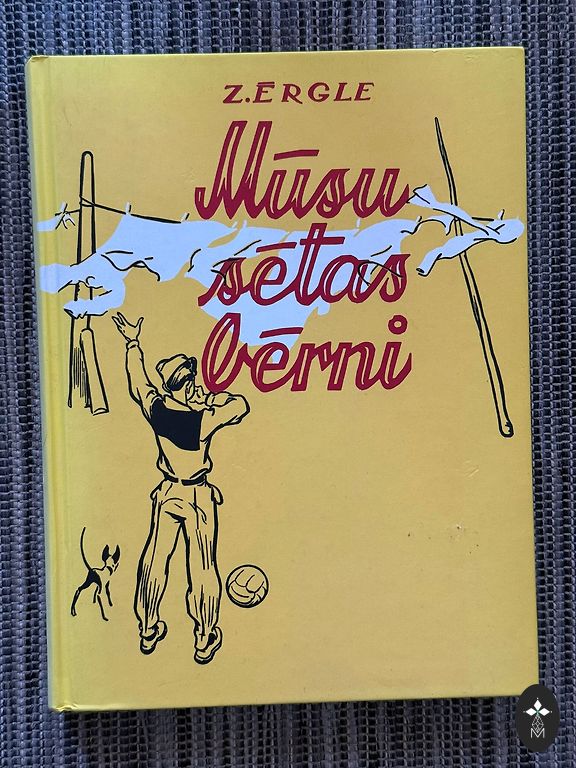 Z. ĒRGLE
Mūsu
sētas
bērni
M